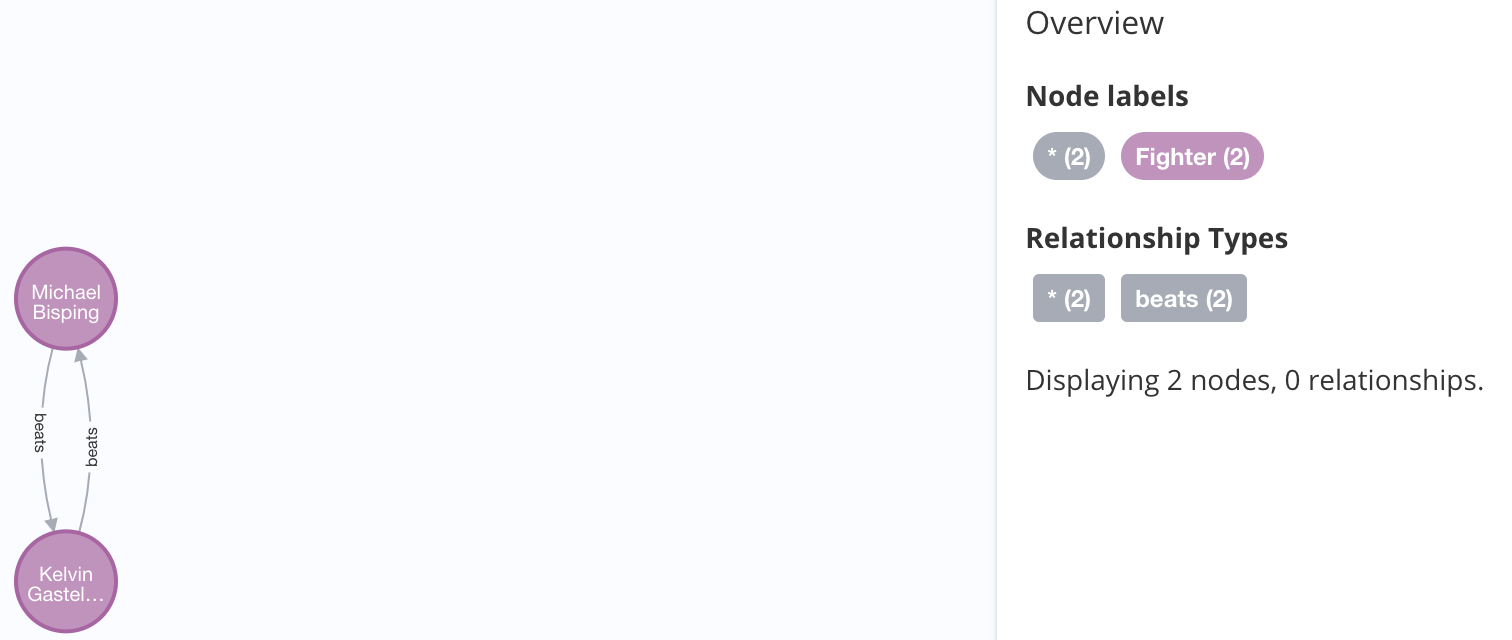 Overview
Node labels
* (2) Fighter (2)
Relationship Types
* (2) beats (2)
Displaying 2 nodes, 0 relationships.
Michael
Bisping
beats
beats
Kelvin
Gastel...